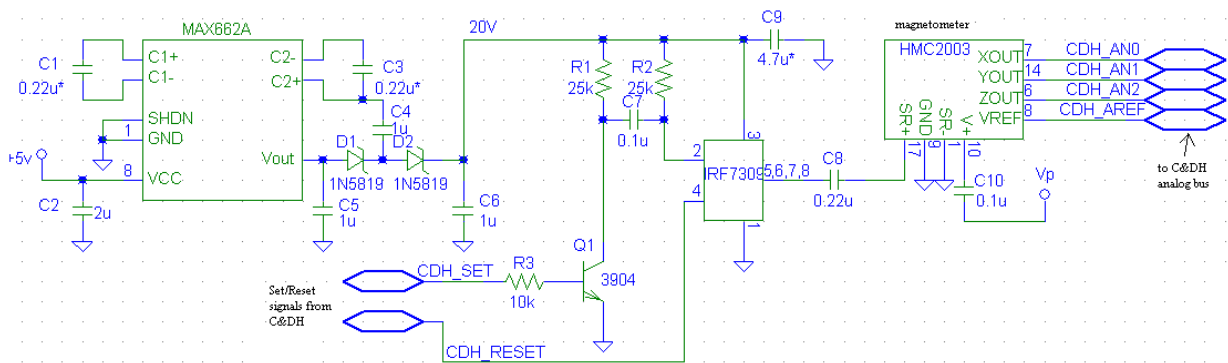 MAX662A
C1+
C1-
SHDN
1
GND
8
VCC
C2-
C2+
Vout
C1
0.22u*
+5v
C2
2u
C3
0.22u*
C4
1u
D1
1N5819
D2
1N5819
C5
1u
C6
1u
20V
R1
25k
R2
25k
C7
0.1u
C9
4.7u*
2
3
4
IRF7309
5,6,7,8
1
C8
0.22u
Q1
3904
R3
10k
CDH_SET
Set/Reset
signals from
C&DH
CDH_RESET
magnetometer
HMC2003
XOUT
7
CDH_AN0
YOUT
14
CDH_AN1
ZOUT
6
CDH_AN2
VREF
8
CDH_AREF
SR+
GND
SR-
V+
17
9
1
10
C10
0.1u
Vp
to C&DH
analog bus